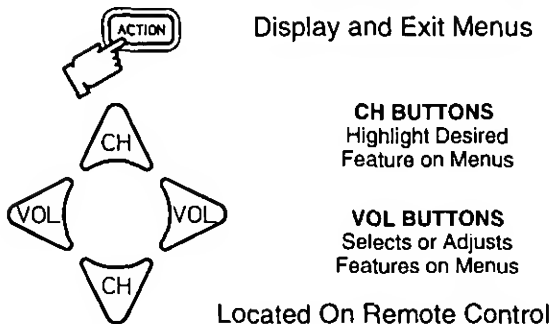 ACTION
Display and Exit Menus
CH
CH BUTTONS
Highlight Desired
Feature on Menus
VOL
VOL
VOL BUTTONS
Selects or Adjusts
Features on Menus
CH
Located On Remote Control